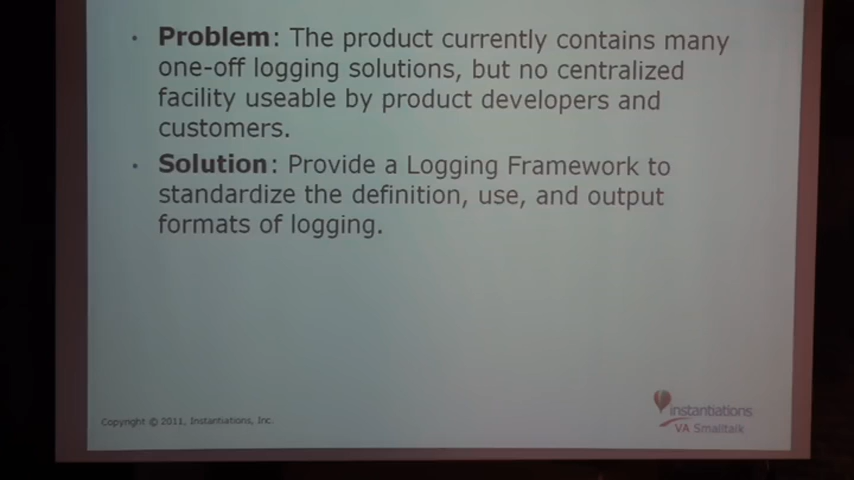 • Problem: The product currently contains many
one-off logging solutions, but no centralized
facility useable by product developers and
customers.
• Solution: Provide a Logging Framework to
standardize the definition, use, and output
formats of logging.
Copyright © 2011, Instantiations, Inc.
instantiations
VA Smalltalk